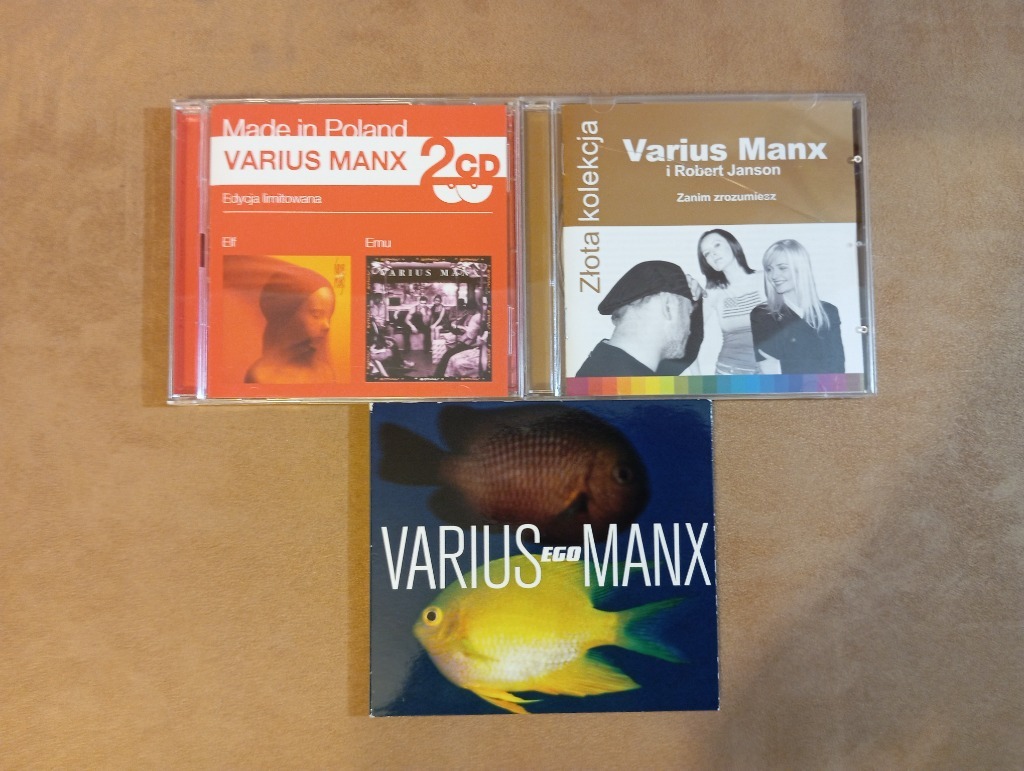 Made in Poland
VARIUS MANX 2CD
Edycja limitowana
Elf
Emu
VARIUS MANX
Złota kolekcja
Varius Manx
i Robert Janson
Zanim zrozumiesz
VARIUS EGO MANX